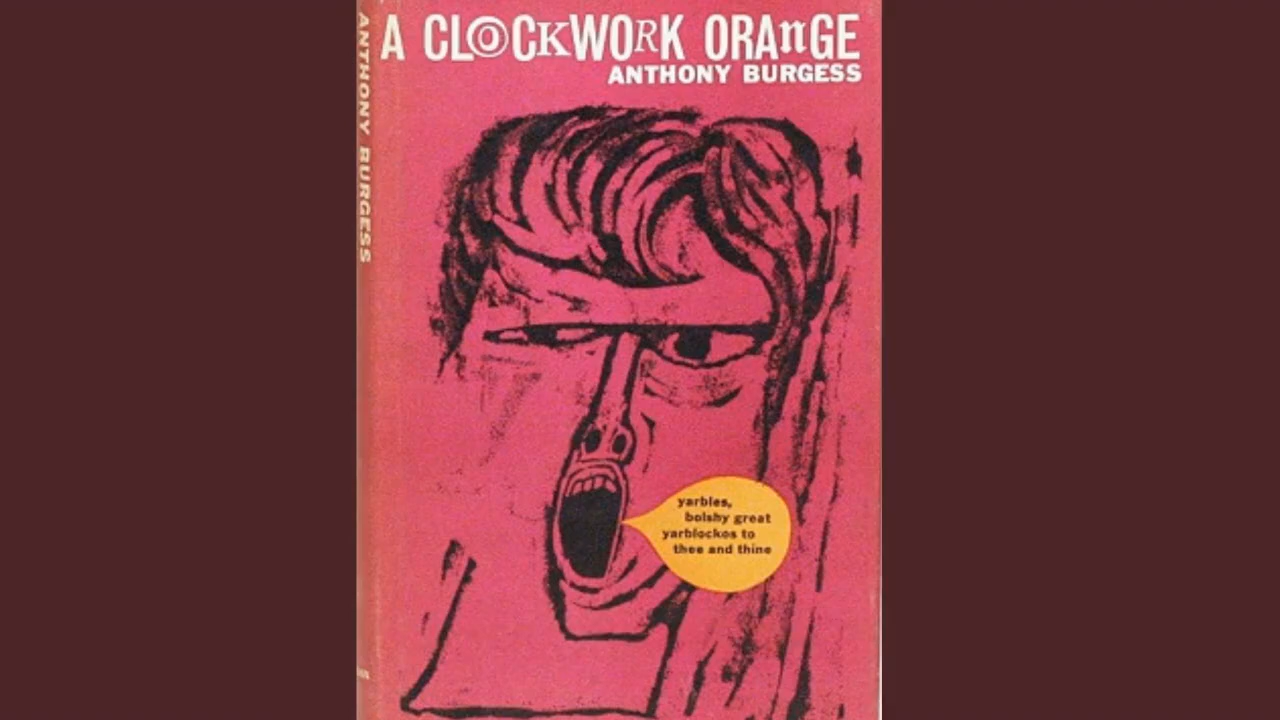 A CLOCKWORK ORANGE
ANTHONY BURGESS
ANTHONY BURGESS
yarbles,
bolshy great
yarblockos to
thee and thine